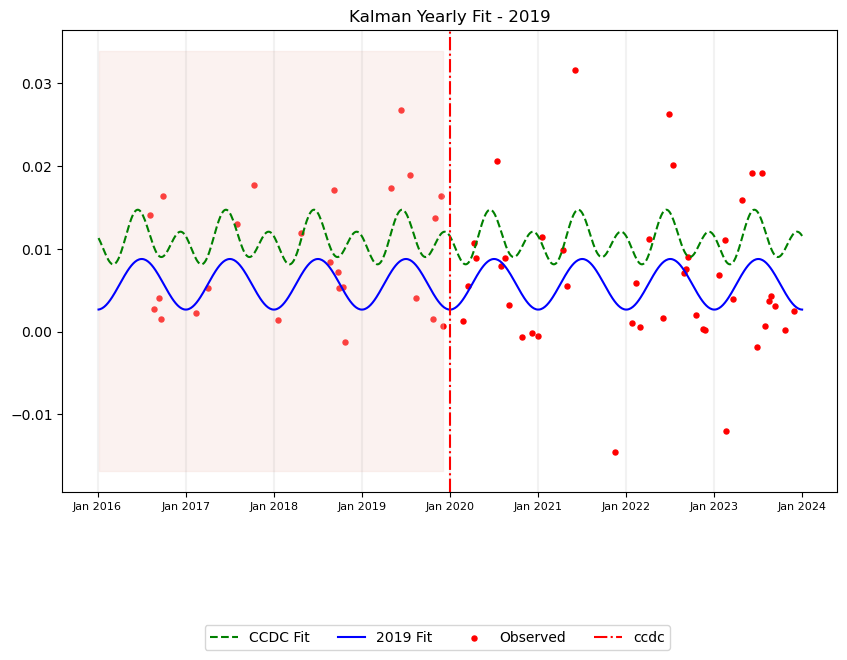 Kalman Yearly Fit - 2019
0.03
0.02
0.01
0.00
−0.01
Jan 2016 Jan 2017 Jan 2018 Jan 2019 Jan 2020 Jan 2021 Jan 2022 Jan 2023 Jan 2024
CCDC Fit 2019 Fit Observed ccdc